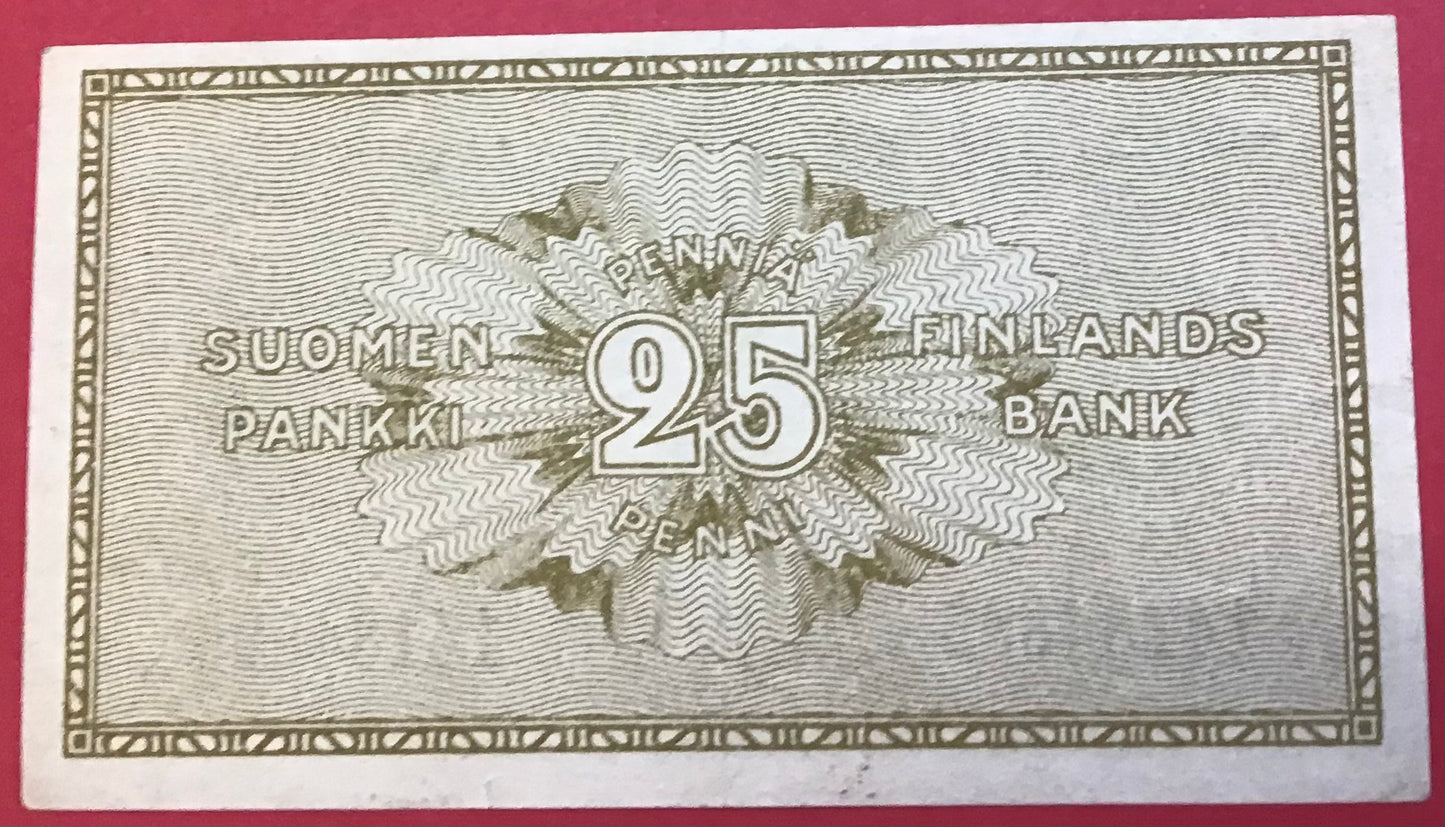 PENNIÄ
SUOMEN
PANKKI
25
FINLANDS
BANK
PENNI